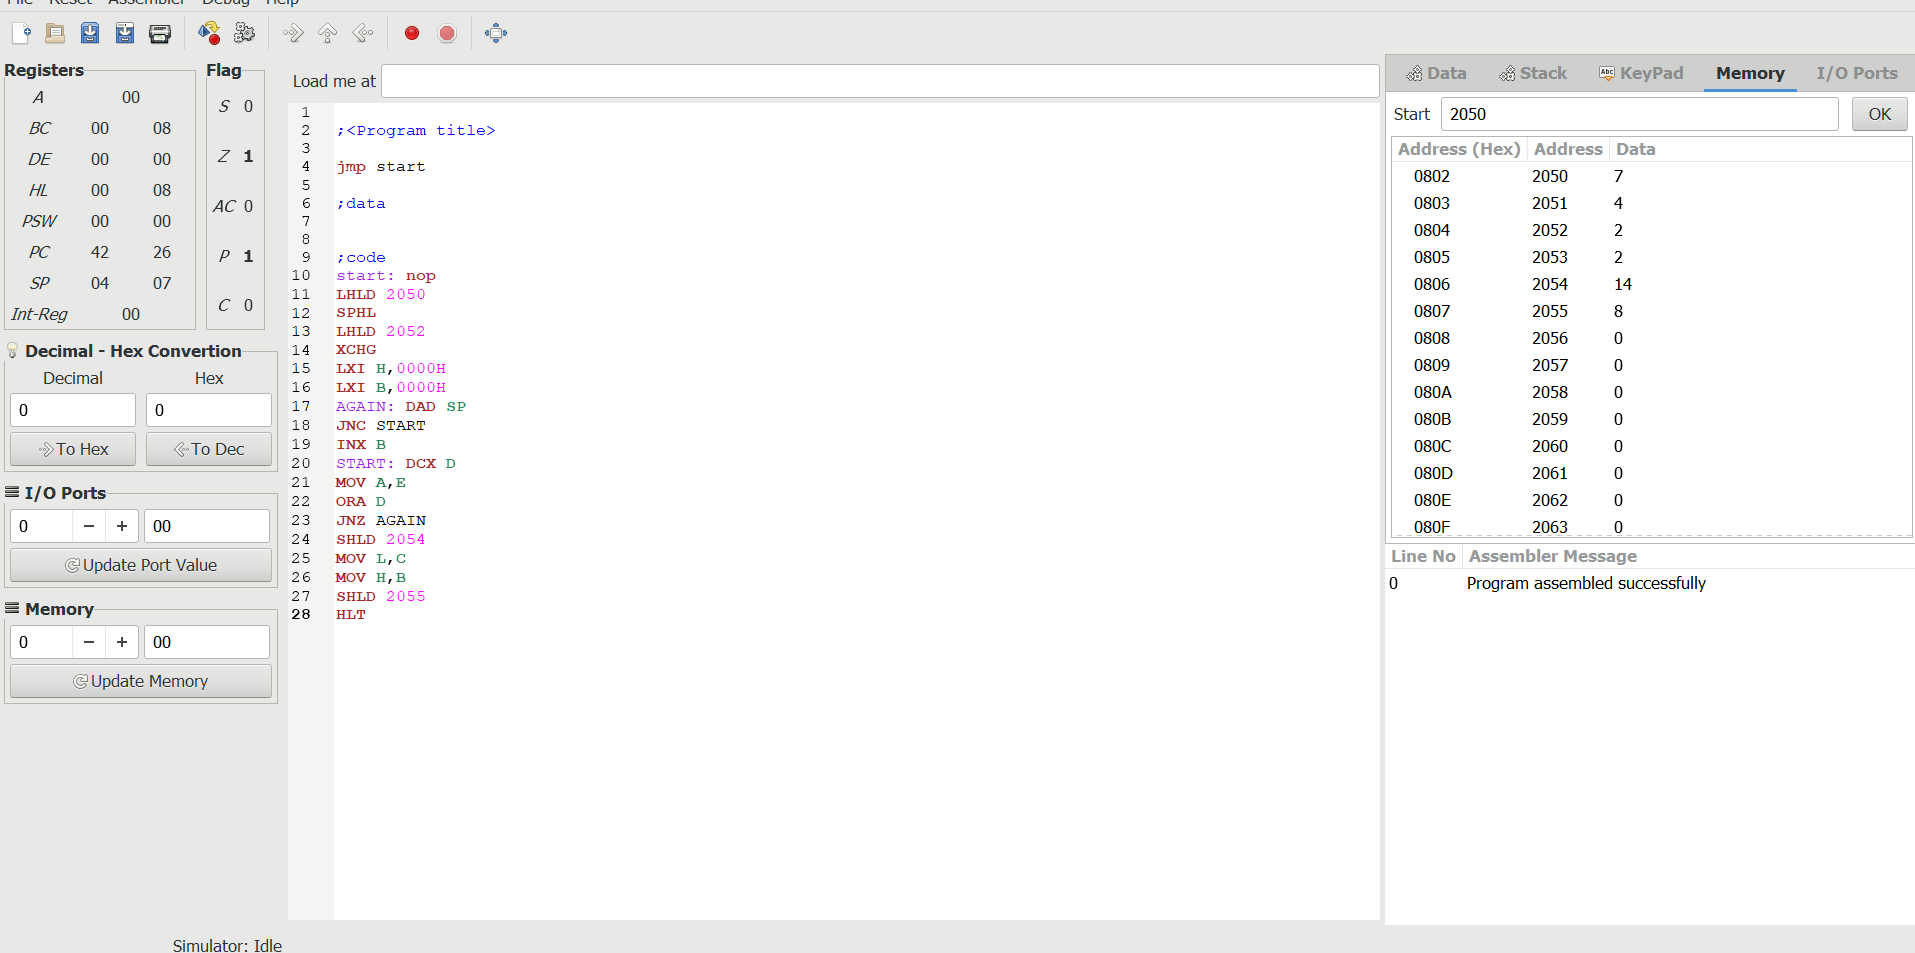 File Reset Assembler Debug Help
Registers
A 00
BC 00 08
DE 00 00
HL 00 08
PSW 00 00
PC 42 26
SP 04 07
Int-Reg 00
Flag
S 0
Z 1
AC 0
P 1
C 0
Decimal - Hex Convertion
Decimal Hex
0 0
To Hex To Dec
I/O Ports
0 − + 00
Update Port Value
Memory
0 − + 00
Update Memory
Load me at
1
2 ;<Program title>
3
4 jmp start
5
6 ;data
7
8
9 ;code
10 start: nop
11 LHLD 2050
12 SPHL
13 LHLD 2052
14 XCHG
15 LXI H,0000H
16 LXI B,0000H
17 AGAIN: DAD SP
18 JNC START
19 INX B
20 START: DCX D
21 MOV A,E
22 ORA D
23 JNZ AGAIN
24 SHLD 2054
25 MOV L,C
26 MOV H,B
27 SHLD 2055
28 HLT
Data Stack Abc KeyPad Memory I/O Ports
Start 2050 OK
Address (Hex) Address Data
0802 2050 7
0803 2051 4
0804 2052 2
0805 2053 2
0806 2054 14
0807 2055 8
0808 2056 0
0809 2057 0
080A 2058 0
080B 2059 0
080C 2060 0
080D 2061 0
080E 2062 0
080F 2063 0
Line No Assembler Message
0 Program assembled successfully
Simulator: Idle